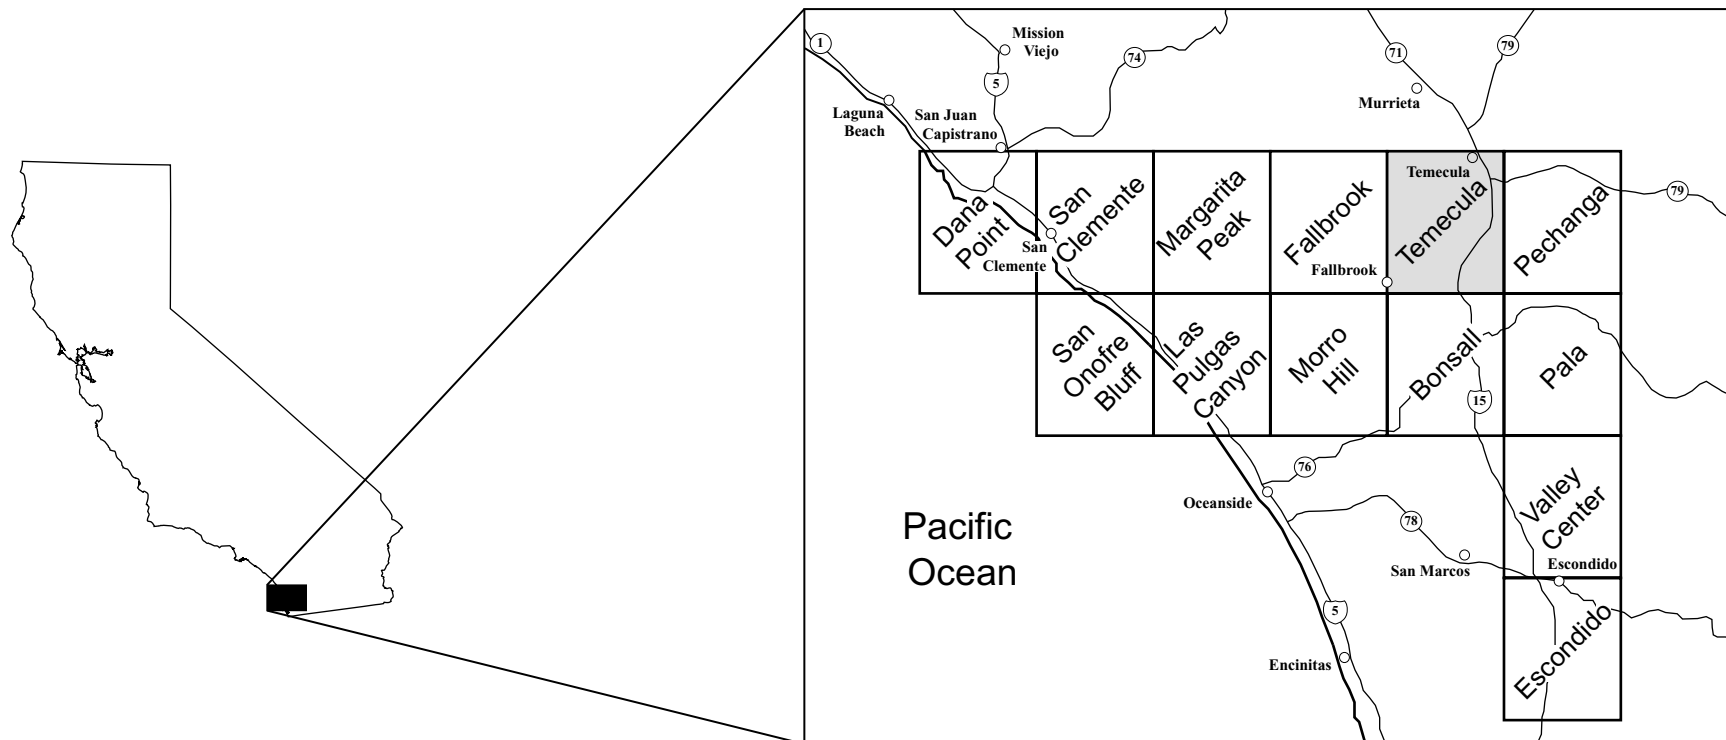 1
Mission
Viejo
5
74
71
79
Murrieta
Laguna
Beach
San Juan
Capistrano
Temecula
79
Dana
Point
San
Clemente
San
Clemente
Margarita
Peak
Fallbrook
Fallbrook
Temecula
Pechanga
San
Onofre
Bluff
Las
Pulgas
Canyon
Morro
Hill
Bonsall
15
Pala
76
Oceanside
78
San Marcos
Valley
Center
Escondido
Pacific
Ocean
5
Encinitas
Escondido